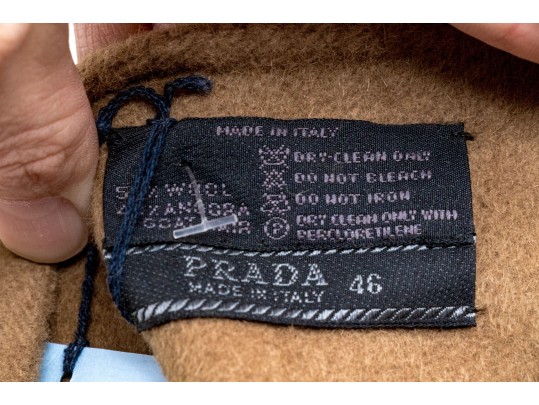 MADE IN ITALY
DRY-CLEAN ONLY
WOOL DO NOT BLEACH
DO NOT IRON
DRY CLEAN ONLY WITH
P PERCLORETILENE
PRADA 46
MADE IN ITALY